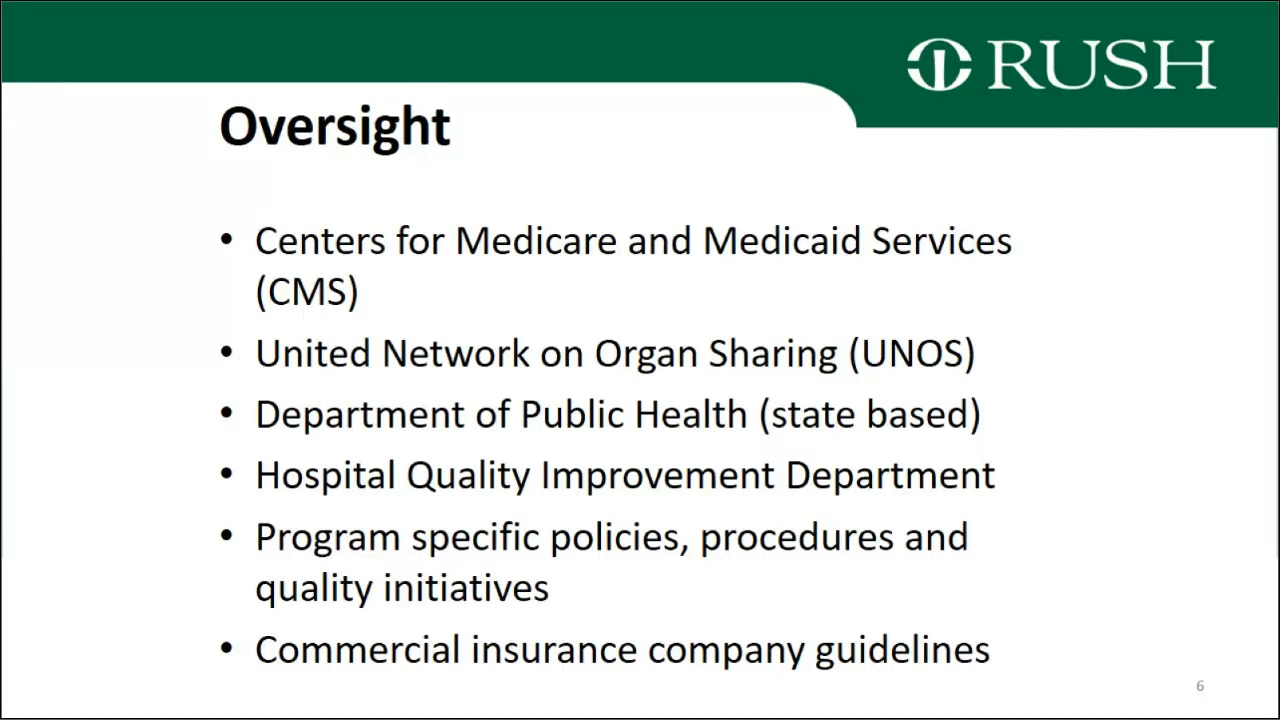 RUSH
Oversight
• Centers for Medicare and Medicaid Services
(CMS)
• United Network on Organ Sharing (UNOS)
• Department of Public Health (state based)
• Hospital Quality Improvement Department
• Program specific policies, procedures and
quality initiatives
• Commercial insurance company guidelines
6